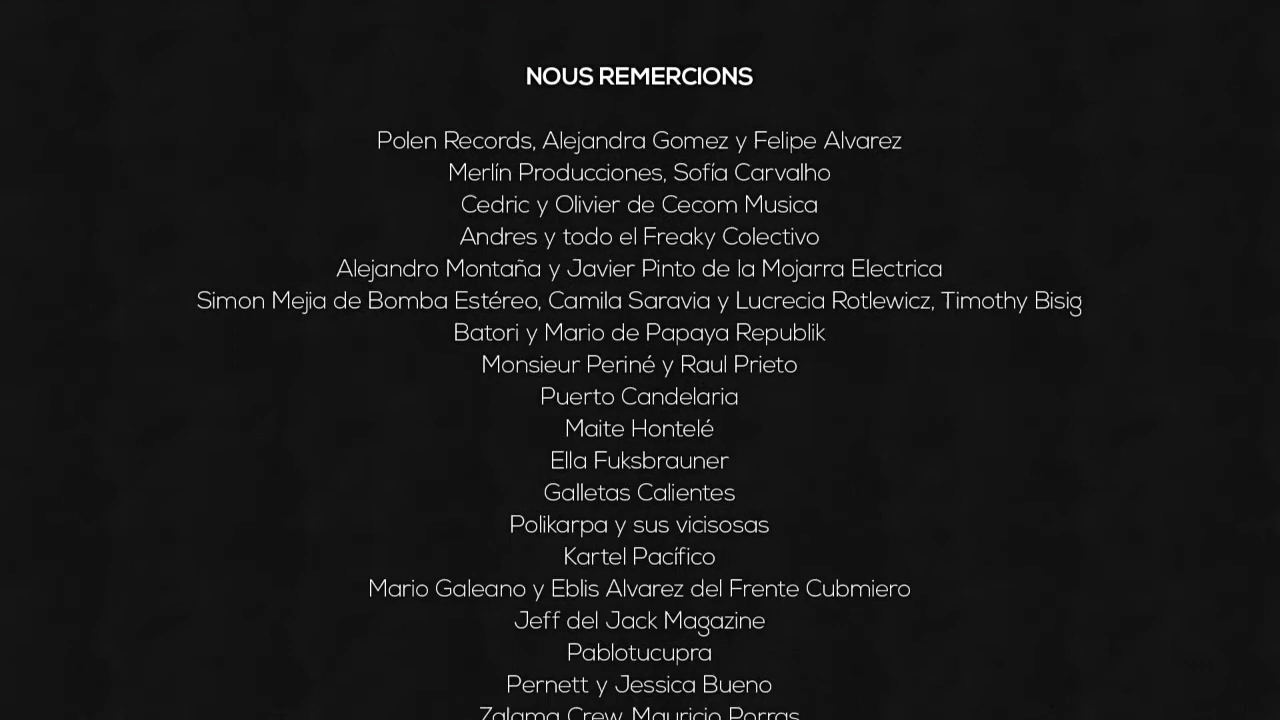 NOUS REMERCIONS
Polen Records, Alejandra Gomez y Felipe Alvarez
Merlín Producciones, Sofía Carvalho
Cedric y Olivier de Cecom Musica
Andres y todo el Freaky Colectivo
Alejandro Montaña y Javier Pinto de la Mojarra Electrica
Simon Mejia de Bomba Estéreo, Camila Saravia y Lucrecia Rotlewicz, Timothy Bisig
Batori y Mario de Papaya Republik
Monsieur Periné y Raul Prieto
Puerto Candelaria
Maite Hontelé
Ella Fuksbrauner
Galletas Calientes
Polikarpa y sus vicisosas
Kartel Pacífico
Mario Galeano y Eblis Alvarez del Frente Cubmiero
Jeff del Jack Magazine
Pablotucupra
Pernett y Jessica Bueno
Zalama Crew, Mauricio Porras